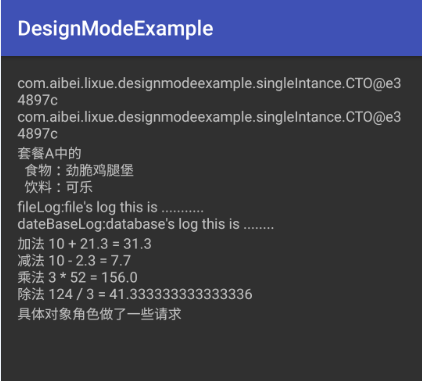 DesignModeExample
com.aibei.lixue.designmodeexample.singleIntance.CTO@e3
4897c
com.aibei.lixue.designmodeexample.singleIntance.CTO@e3
4897c
套餐A中的
食物：劲脆鸡腿堡
饮料：可乐
fileLog:file's log this is ...........
dateBaseLog:database's log this is ........
加法 10 + 21.3 = 31.3
减法 10 - 2.3 = 7.7
乘法 3 * 52 = 156.0
除法 124 / 3 = 41.333333333333336
具体对象角色做了一些请求